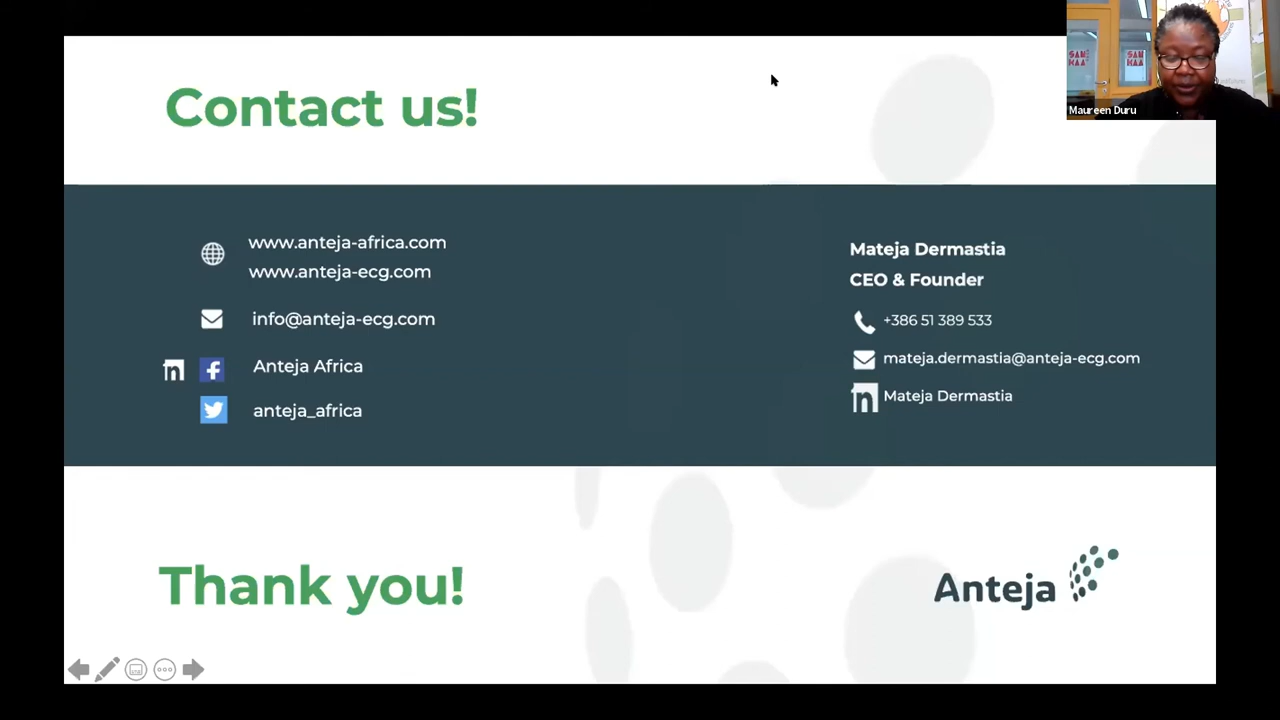 Contact us!
Maureen Duru
www.anteja-africa.com
www.anteja-ecg.com
info@anteja-ecg.com
Anteja Africa
anteja_africa
Mateja Dermastia
CEO & Founder
+386 51 389 533
mateja.dermastia@anteja-ecg.com
Mateja Dermastia
Thank you!
Anteja